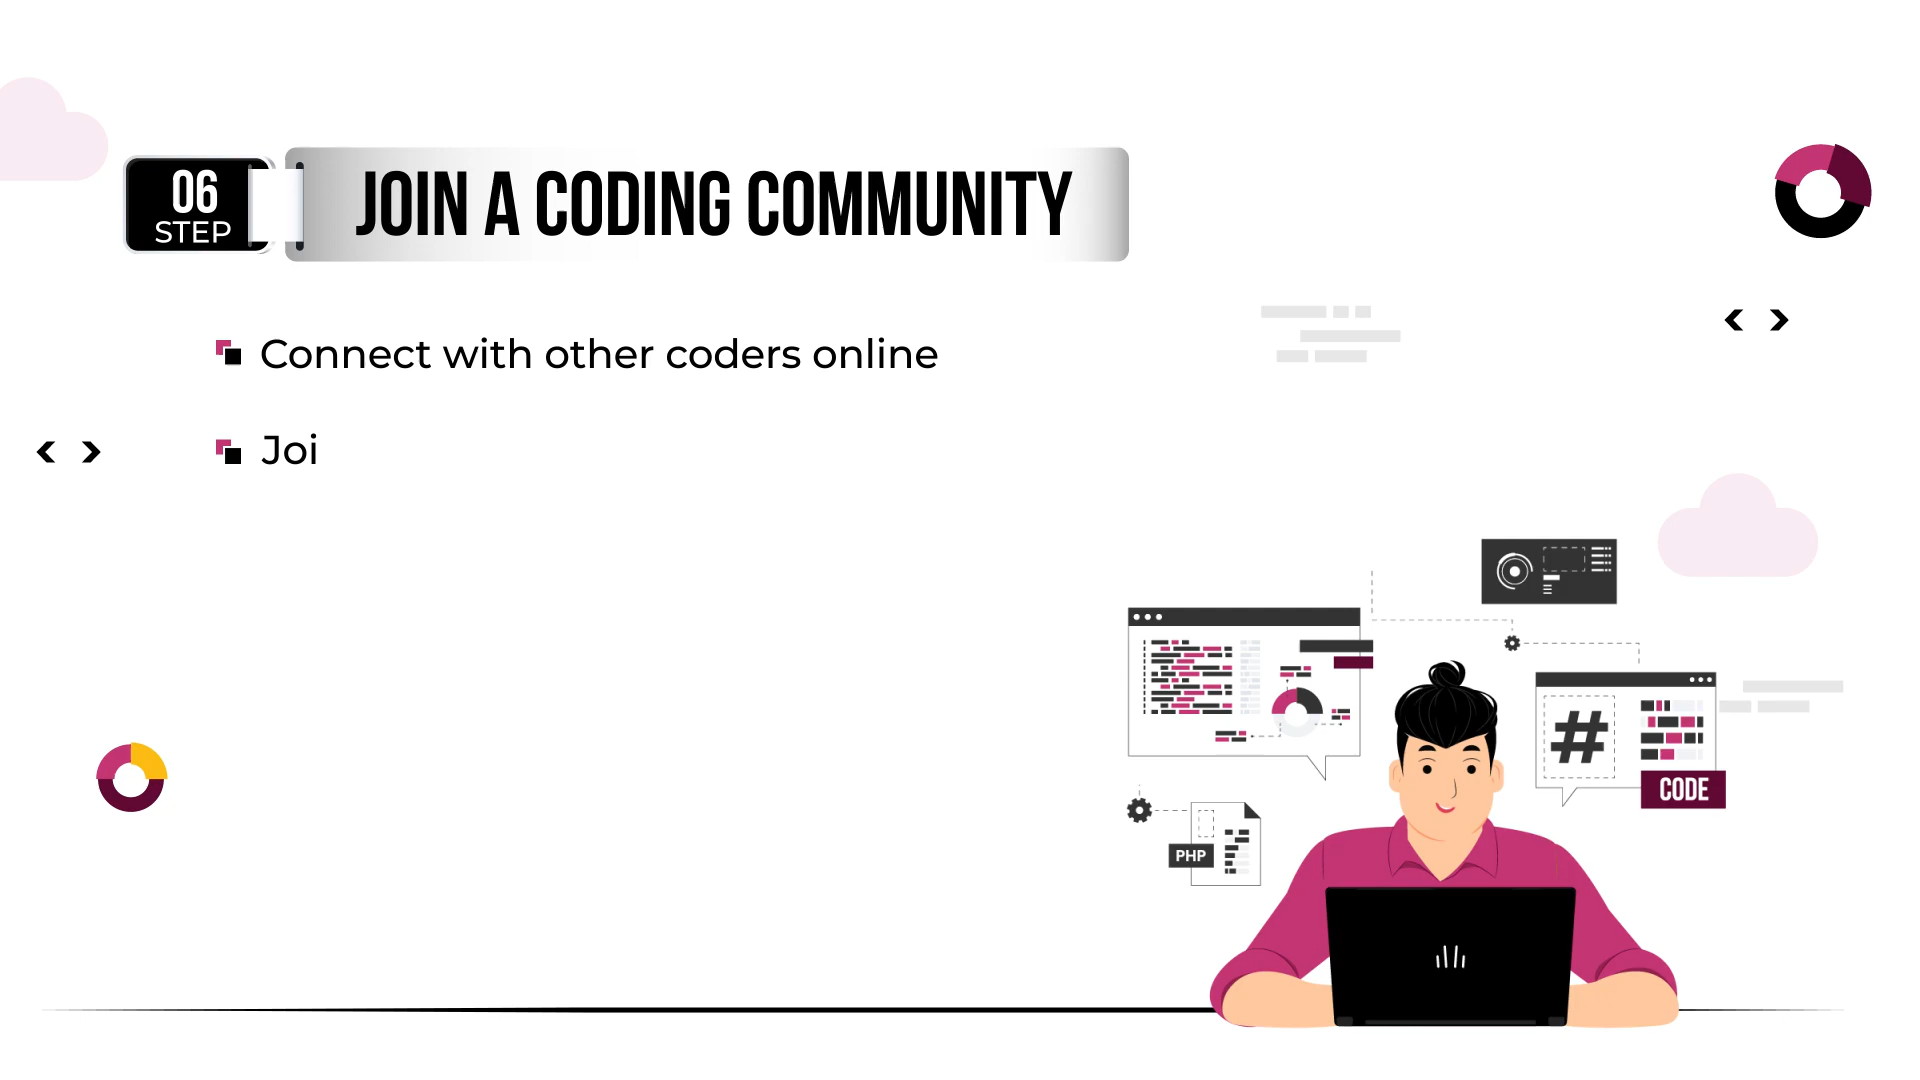 06
STEP
JOIN A CODING COMMUNITY
Connect with other coders online
Joi
#
CODE
PHP